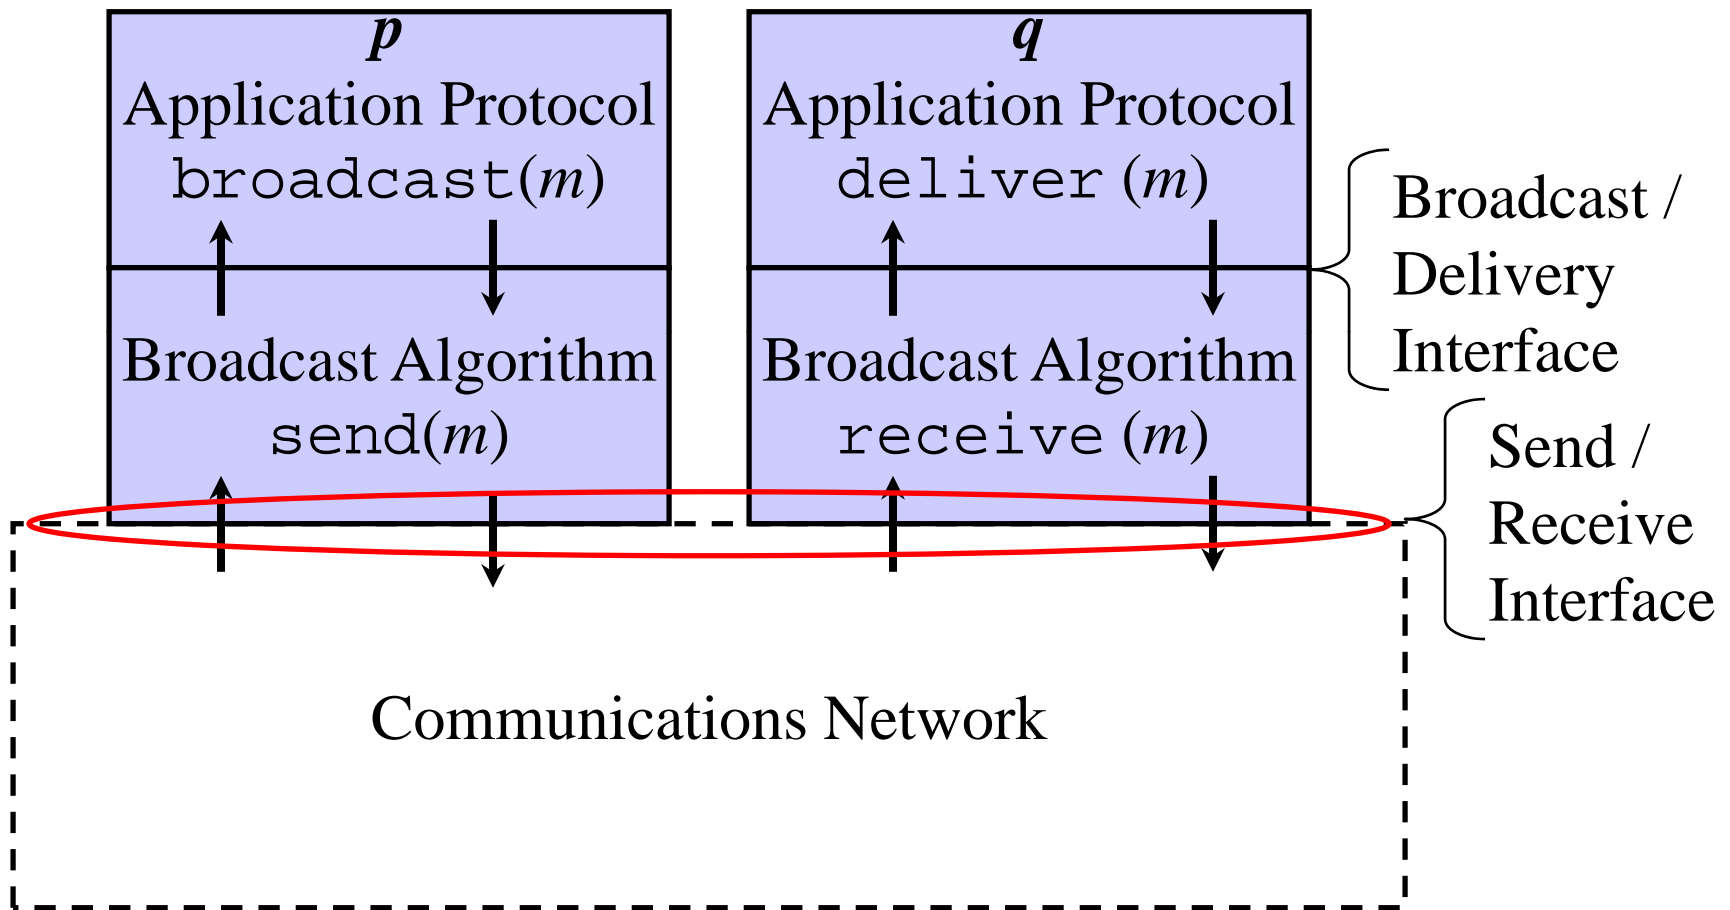 p
Application Protocol
broadcast(m)
Broadcast Algorithm
send(m)
q
Application Protocol
deliver (m)
Broadcast Algorithm
receive (m)
Broadcast /
Delivery
Interface
Send /
Receive
Interface
Communications Network